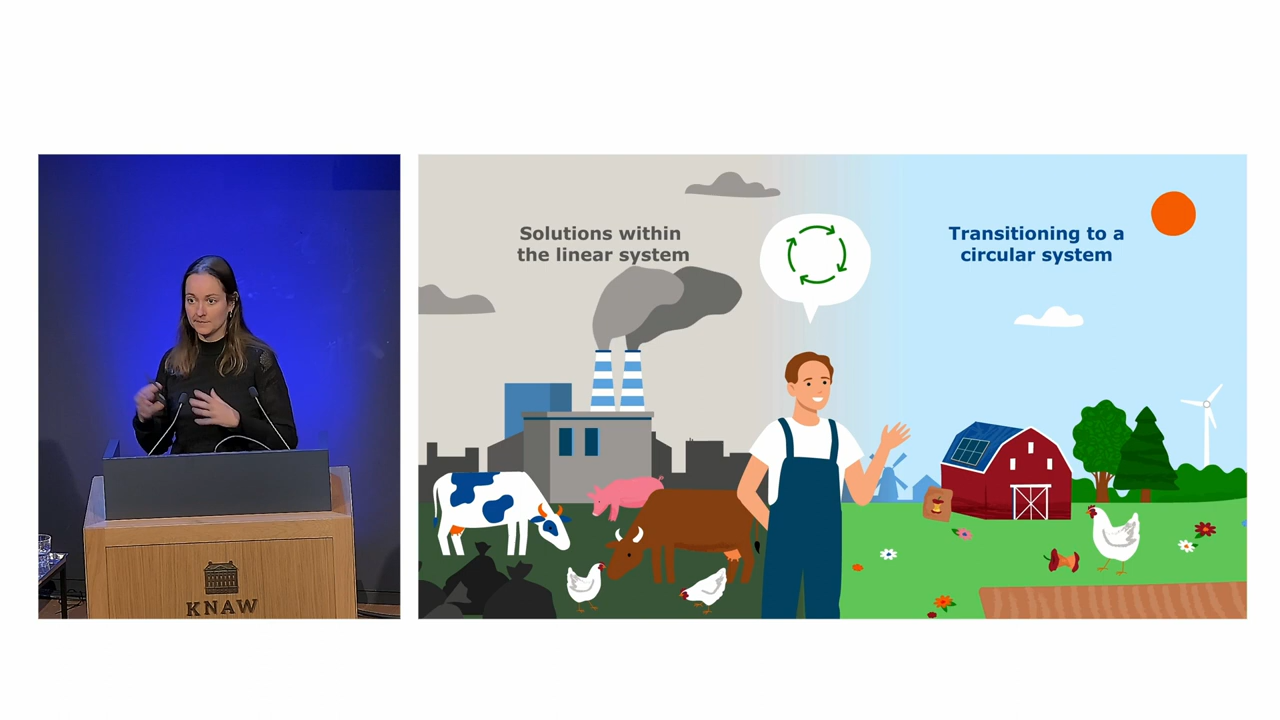 KNAW
Solutions within
the linear system
Transitioning to a
circular system